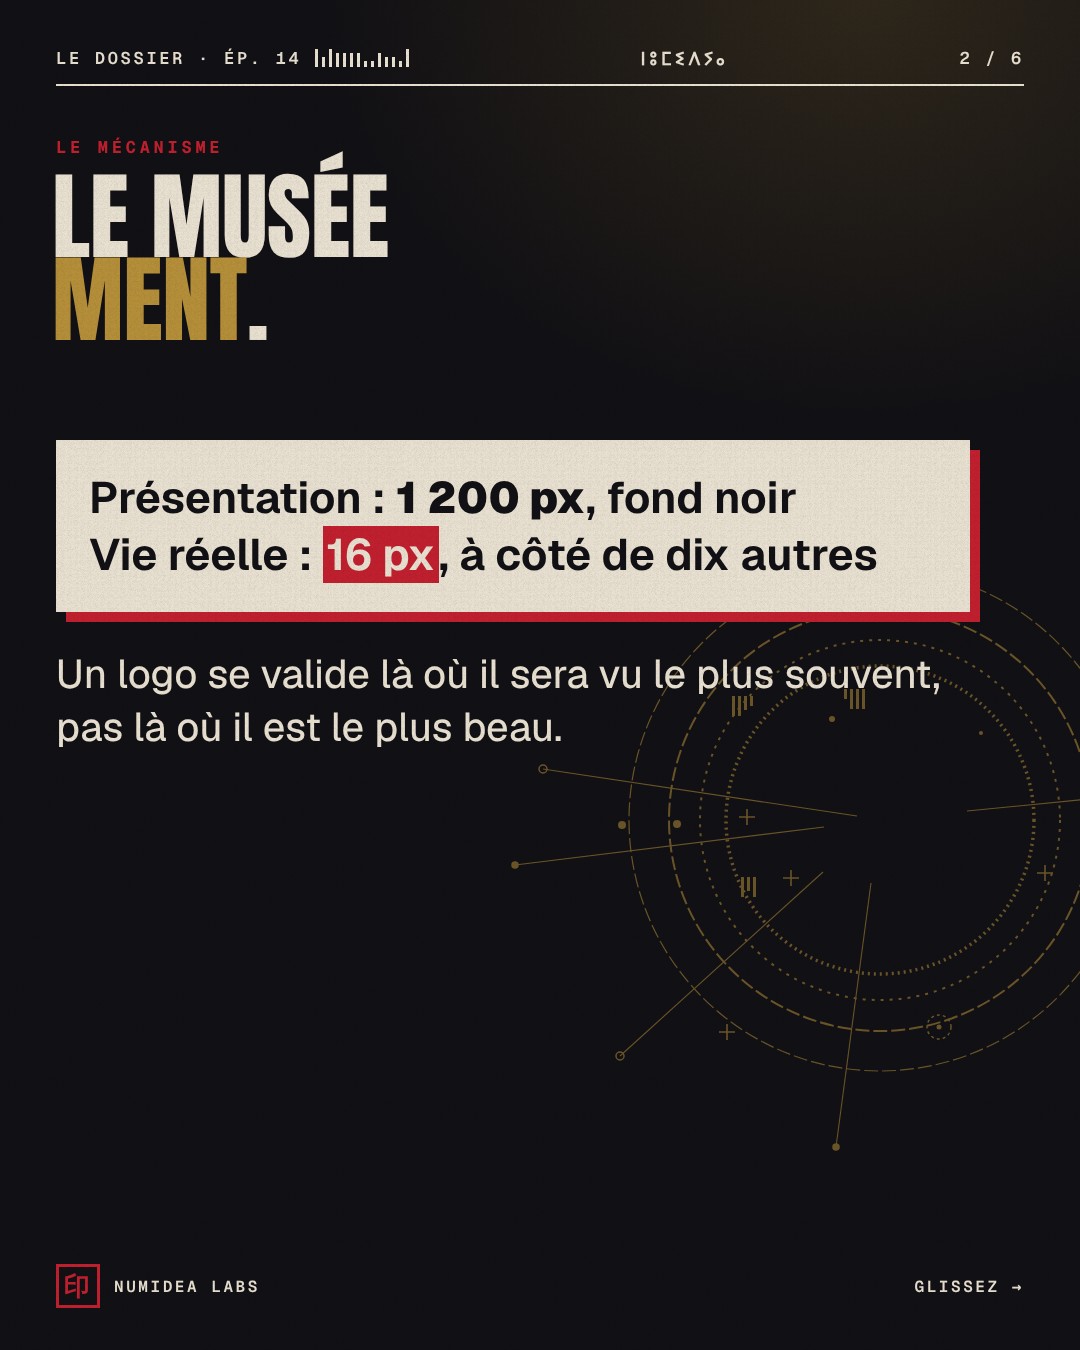 LE DOSSIER · ÉP. 14
ⵏⵓⵎⵉⴷⵢⴰ
2 / 6
LE MÉCANISME
LE MUSÉE
MENT.
Présentation : 1 200 px, fond noir
Vie réelle : 16 px, à côté de dix autres
Un logo se valide là où il sera vu le plus souvent,
pas là où il est le plus beau.
印 NUMIDEA LABS
GLISSEZ →